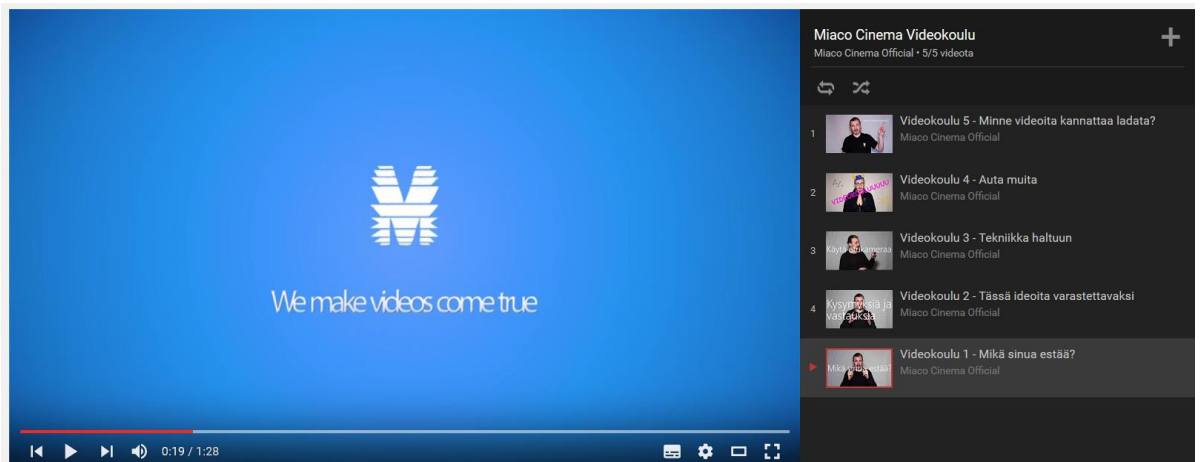 We make videos come true
0:19 / 1:28
Miaco Cinema Videokoulu
Miaco Cinema Official • 5/5 videota
1
Videokoulu 5 - Minne videoita kannattaa ladata?
Miaco Cinema Official
2
Videokoulu 4 - Auta muita
Miaco Cinema Official
3
Käytä
Videokoulu 3 - Tekniikka haltuun
Miaco Cinema Official
4
Kysymyksiä ja
vastauksia
Videokoulu 2 - Tässä ideoita varastettavaksi
Miaco Cinema Official
Mikä sinua estää?
Videokoulu 1 - Mikä sinua estää?
Miaco Cinema Official